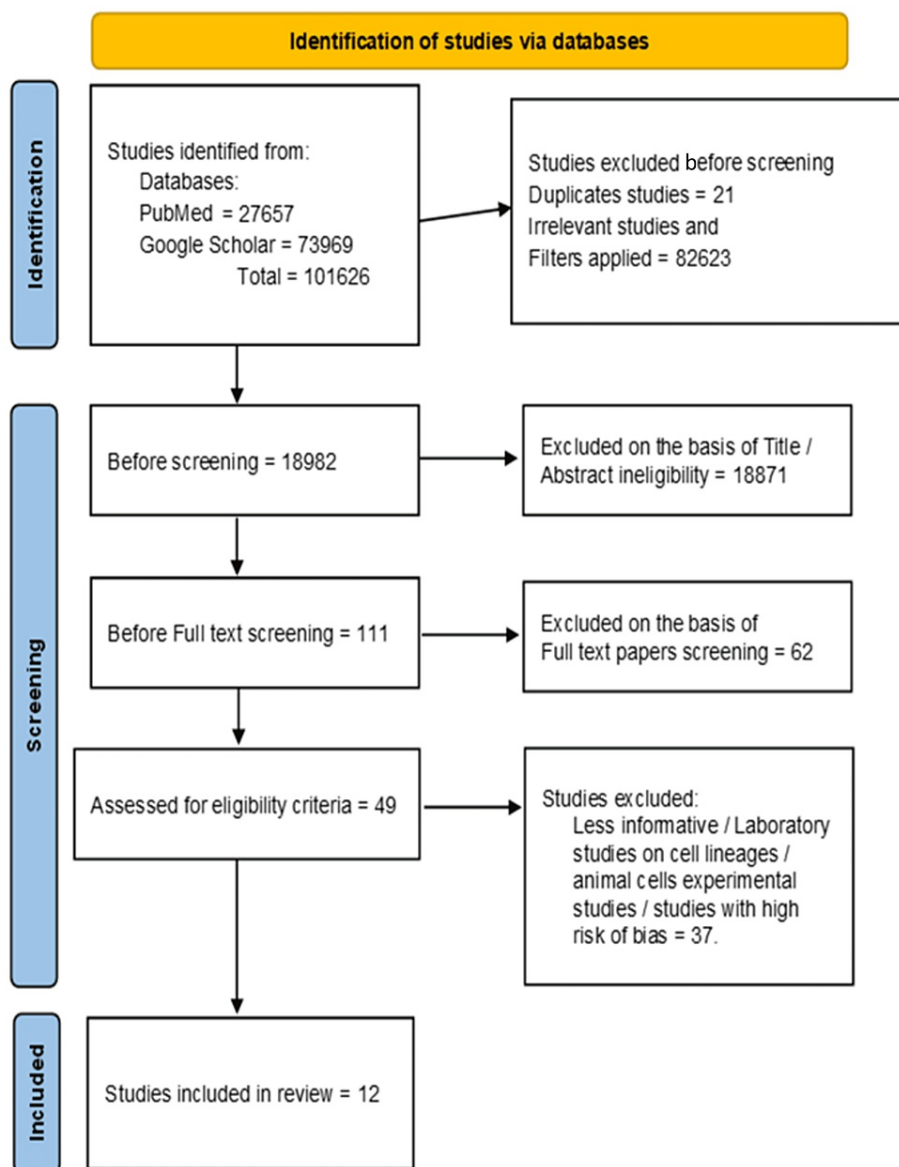 Identification of studies via databases
Identification
Studies identified from:
Databases:
PubMed = 27657
Google Scholar = 73969
Total = 101626
Studies excluded before screening
Duplicates studies = 21
Irrelevant studies and
Filters applied = 82623
Screening
Before screening = 18982
Excluded on the basis of Title /
Abstract ineligibility = 18871
Before Full text screening = 111
Excluded on the basis of
Full text papers screening = 62
Assessed for eligibility criteria = 49
Studies excluded:
Less informative / Laboratory
studies on cell lineages /
animal cells experimental
studies / studies with high
risk of bias = 37.
Included
Studies included in review = 12